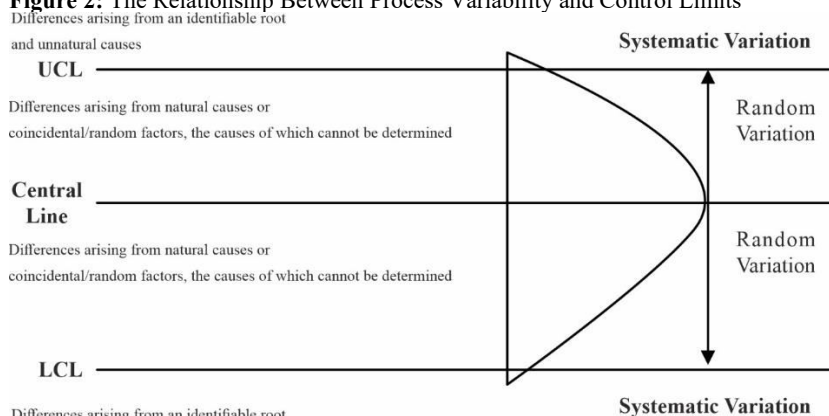 Figure 2: The Relationship Between Process Variability and Control Limits
Differences arising from an identifiable root
and unnatural causes
Systematic Variation
UCL
Differences arising from natural causes or
coincidental/random factors, the causes of which cannot be determined
Random
Variation
Central
Line
Differences arising from natural causes or
coincidental/random factors, the causes of which cannot be determined
Random
Variation
LCL
Systematic Variation
Differences arising from an identifiable root